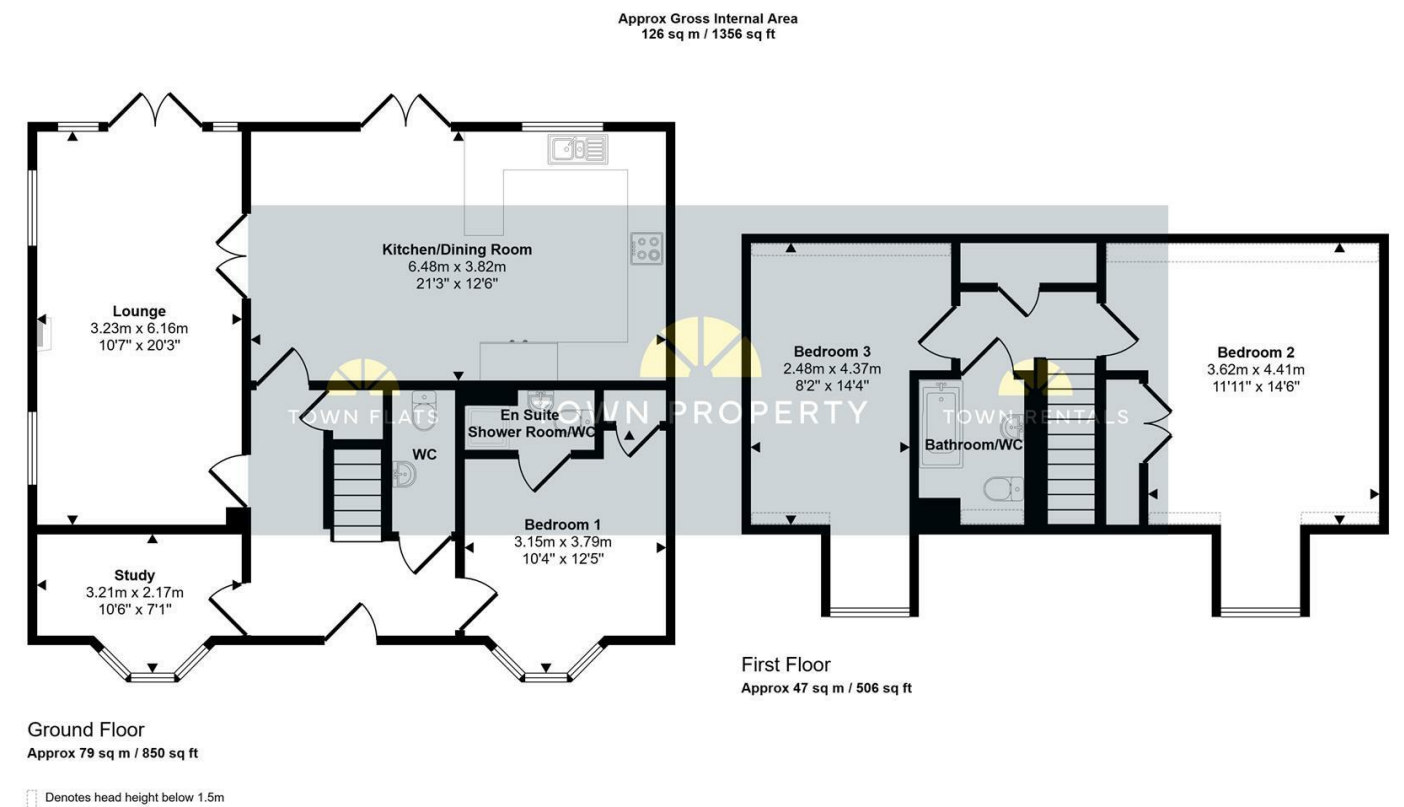 Approx Gross Internal Area
126 sq m / 1356 sq ft
Lounge
3.23m x 6.16m
10'7" x 20'3"
Kitchen/Dining Room
6.48m x 3.82m
21'3" x 12'6"
TOWN FLATS
TOWN PROPERTY
TOWN RENTALS
En Suite
Shower Room/WC
WC
Bedroom 1
3.15m x 3.79m
10'4" x 12'5"
Study
3.21m x 2.17m
10'6" x 7'1"
Bedroom 3
2.48m x 4.37m
8'2" x 14'4"
Bathroom/WC
Bedroom 2
3.62m x 4.41m
11'11" x 14'6"
First Floor
Approx 47 sq m / 506 sq ft
Ground Floor
Approx 79 sq m / 850 sq ft
Denotes head height below 1.5m